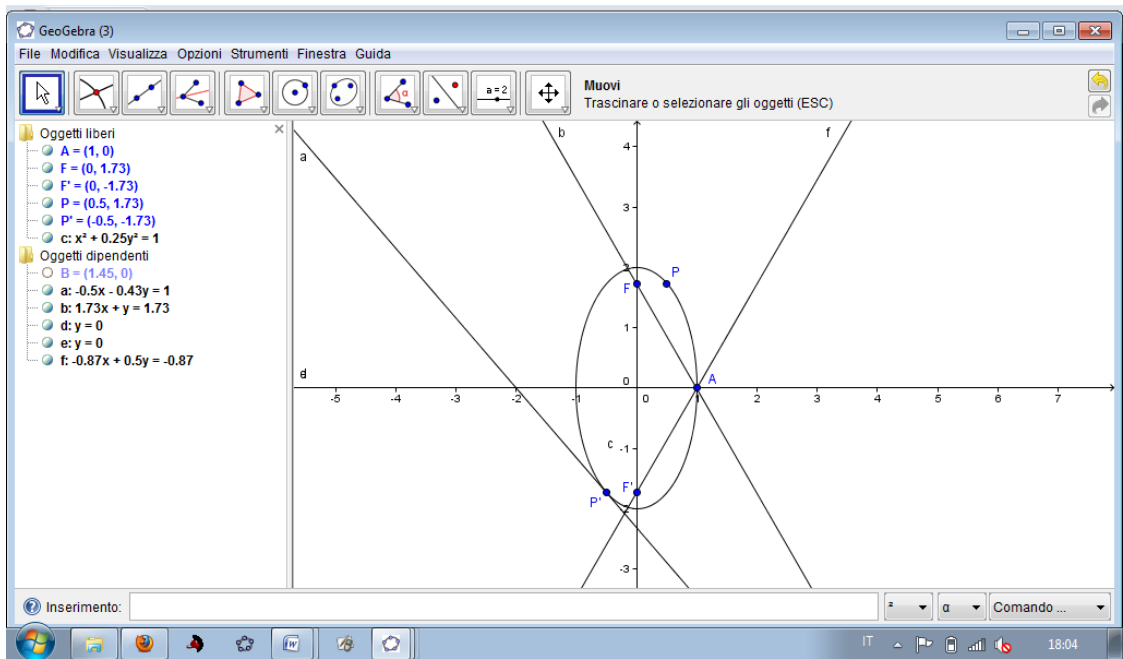 GeoGebra (3)
File Modifica Visualizza Opzioni Strumenti Finestra Guida
α
a = 2
Muovi
Trascinare o selezionare gli oggetti (ESC)
Oggetti liberi
A = (1, 0)
F = (0, 1.73)
F' = (0, -1.73)
P = (0.5, 1.73)
P' = (-0.5, -1.73)
c: x² + 0.25y² = 1
Oggetti dipendenti
B = (1.45, 0)
a: -0.5x - 0.43y = 1
b: 1.73x + y = 1.73
d: y = 0
e: y = 0
f: -0.87x + 0.5y = -0.87
b
f
4
a
3
2
P
F
1
0
A
-5 -4 -3 -2 -1 0 1 2 3 4 5 6 7
c
-1
F'
P'
-3
Inserimento:
²
α
Comando ...
W
IT
18:04